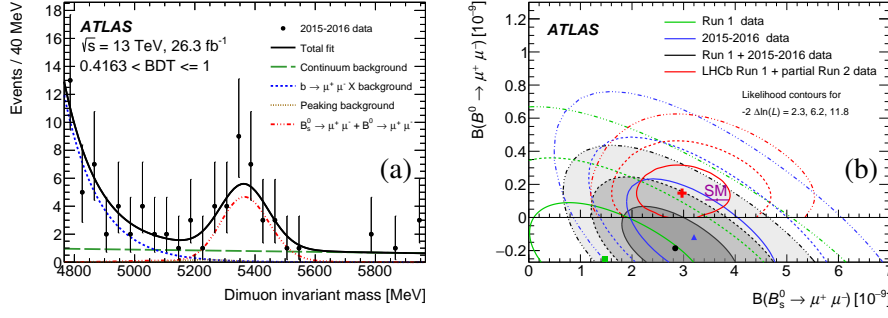 ATLAS
√s = 13 TeV, 26.3 fb⁻¹
0.4163 < BDT <= 1
2015-2016 data
Total fit
Continuum background
b → μ⁺ μ⁻ X background
Peaking background
B⁰ₛ → μ⁺ μ⁻ + B⁰ → μ⁺ μ⁻
(a)
Events / 40 MeV
18
16
14
12
10
8
6
4
2
0
4800 5000 5200 5400 5600 5800
Dimuon invariant mass [MeV]
ATLAS
Run 1 data
2015-2016 data
Run 1 + 2015-2016 data
LHCb Run 1 + partial Run 2 data
Likelihood contours for
-2 Δln(L) = 2.3, 6.2, 11.8
(b)
SM
B(B⁰ → μ⁺ μ⁻) [10⁻⁹]
1.2
1
0.8
0.6
0.4
0.2
0
−0.2
0 1 2 3 4 5 6 7
B(B⁰ₛ → μ⁺ μ⁻) [10⁻⁹]